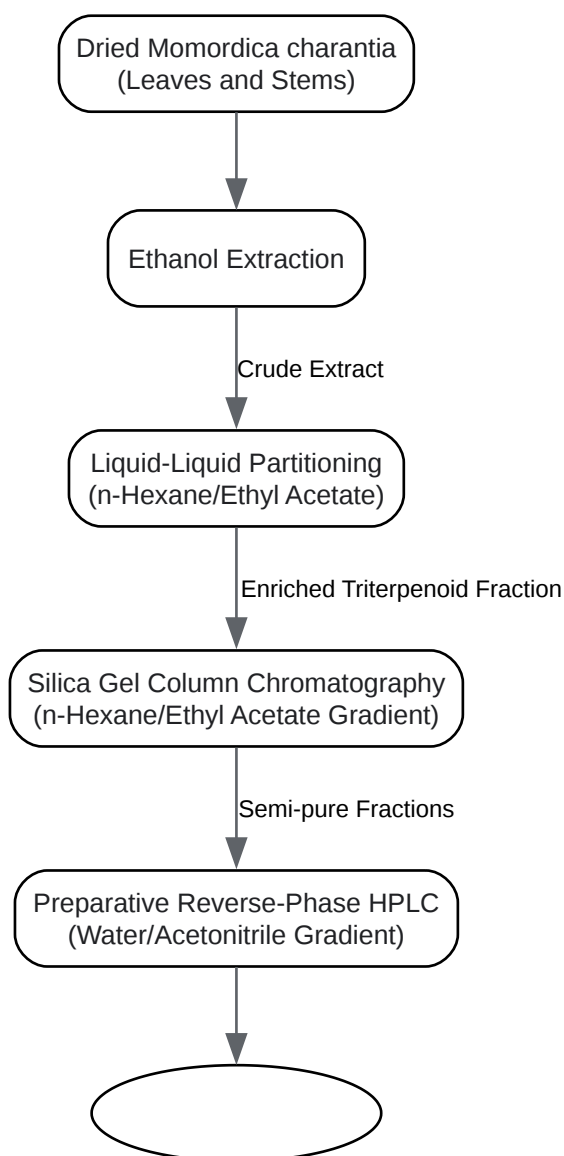 Dried Momordica charantia
(Leaves and Stems)
Ethanol Extraction
Crude Extract
Liquid-Liquid Partitioning
(n-Hexane/Ethyl Acetate)
Enriched Triterpenoid Fraction
Silica Gel Column Chromatography
(n-Hexane/Ethyl Acetate Gradient)
Semi-pure Fractions
Preparative Reverse-Phase HPLC
(Water/Acetonitrile Gradient)